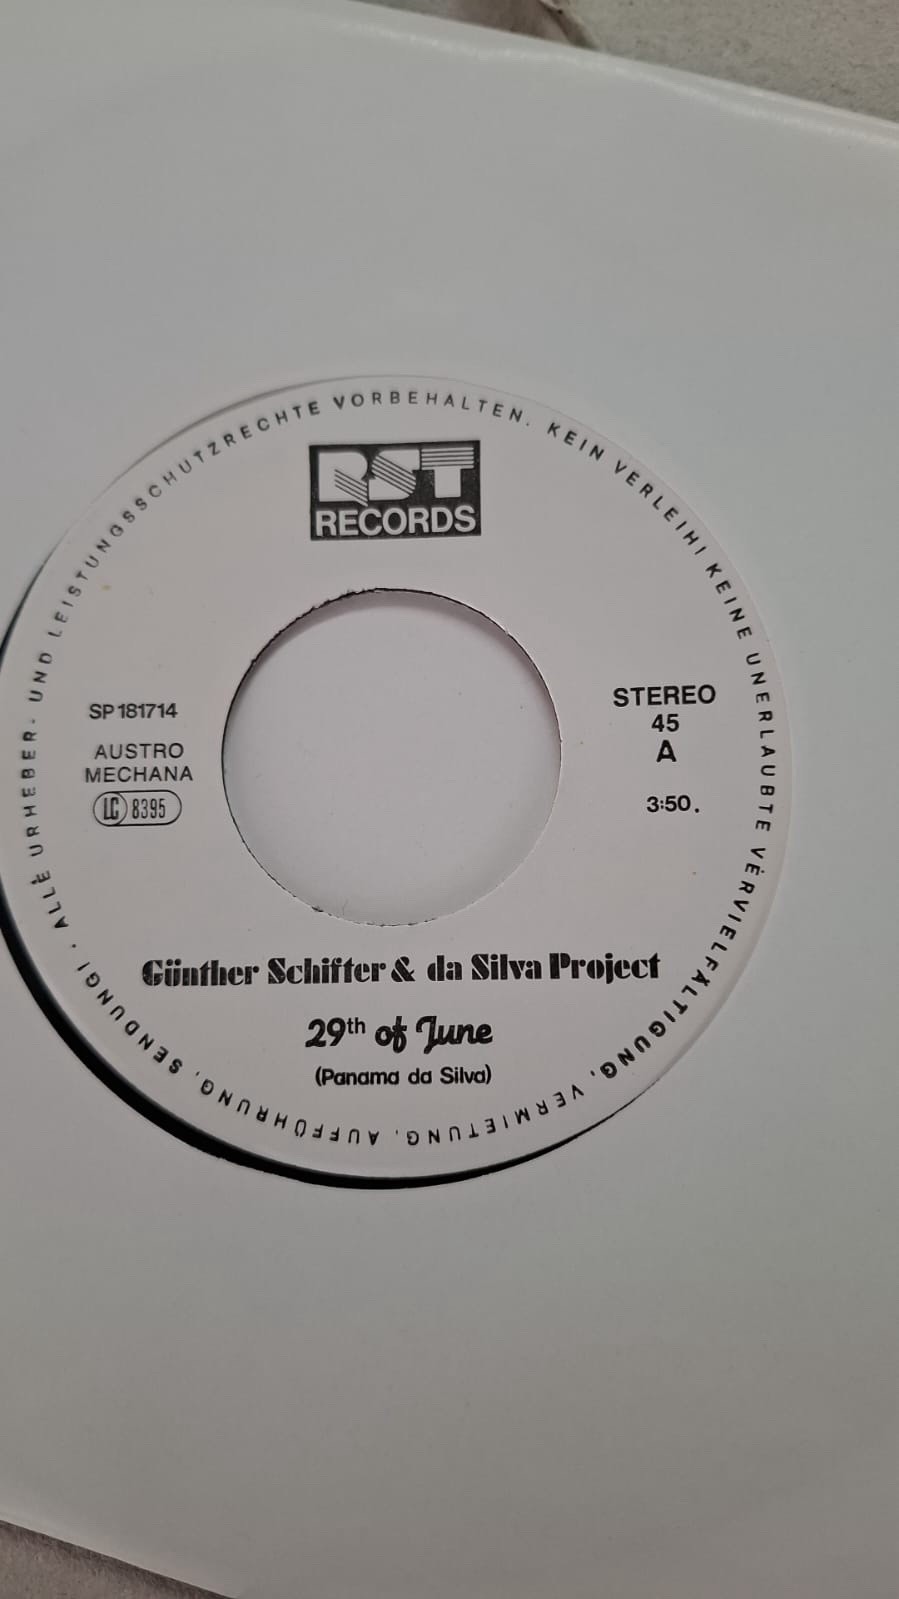 ALLE URHEBER- UND LEISTUNGSSCHUTZRECHTE VORBEHALTEN. KEIN VERLEIH! KEINE UNERLAUBTE VERVIELFÄLTIGUNG, VERMIETUNG, AUFFÜHRUNG, SENDUNG!
RST
RECORDS
SP 181714
AUSTRO
MECHANA
LC 8395
STEREO
45
A
3:50.
Günther Schifter & da Silva Project
29th of June
(Panama da Silva)